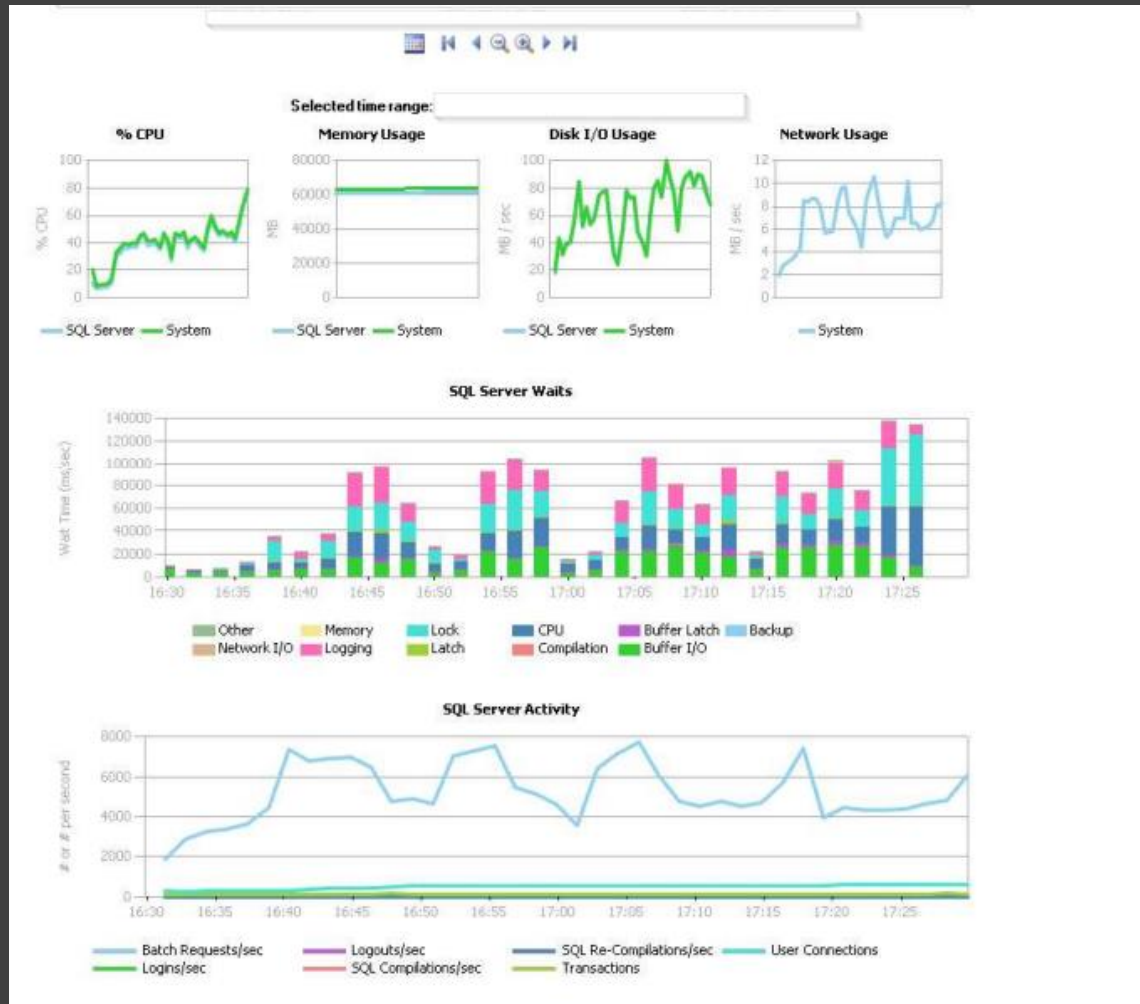 Selected time range:
% CPU
Memory Usage
Disk I/O Usage
Network Usage
% CPU
100
80
60
40
20
0
SQL Server
System
MB
80000
60000
40000
20000
0
SQL Server
System
MB / sec
100
80
60
40
20
0
SQL Server
System
MB / sec
12
10
8
6
4
2
0
System
SQL Server Waits
Wait Time (ms/sec)
140000
120000
100000
80000
60000
40000
20000
0
16:30 16:35 16:40 16:45 16:50 16:55 17:00 17:05 17:10 17:15 17:20 17:25
Other Memory Lock CPU Buffer Latch Backup
Network I/O Logging Latch Compilation Buffer I/O
SQL Server Activity
# or # per second
8000
6000
4000
2000
0
16:30 16:35 16:40 16:45 16:50 16:55 17:00 17:05 17:10 17:15 17:20 17:25
Batch Requests/sec Logouts/sec SQL Re-Compilations/sec User Connections
Logins/sec SQL Compilations/sec Transactions